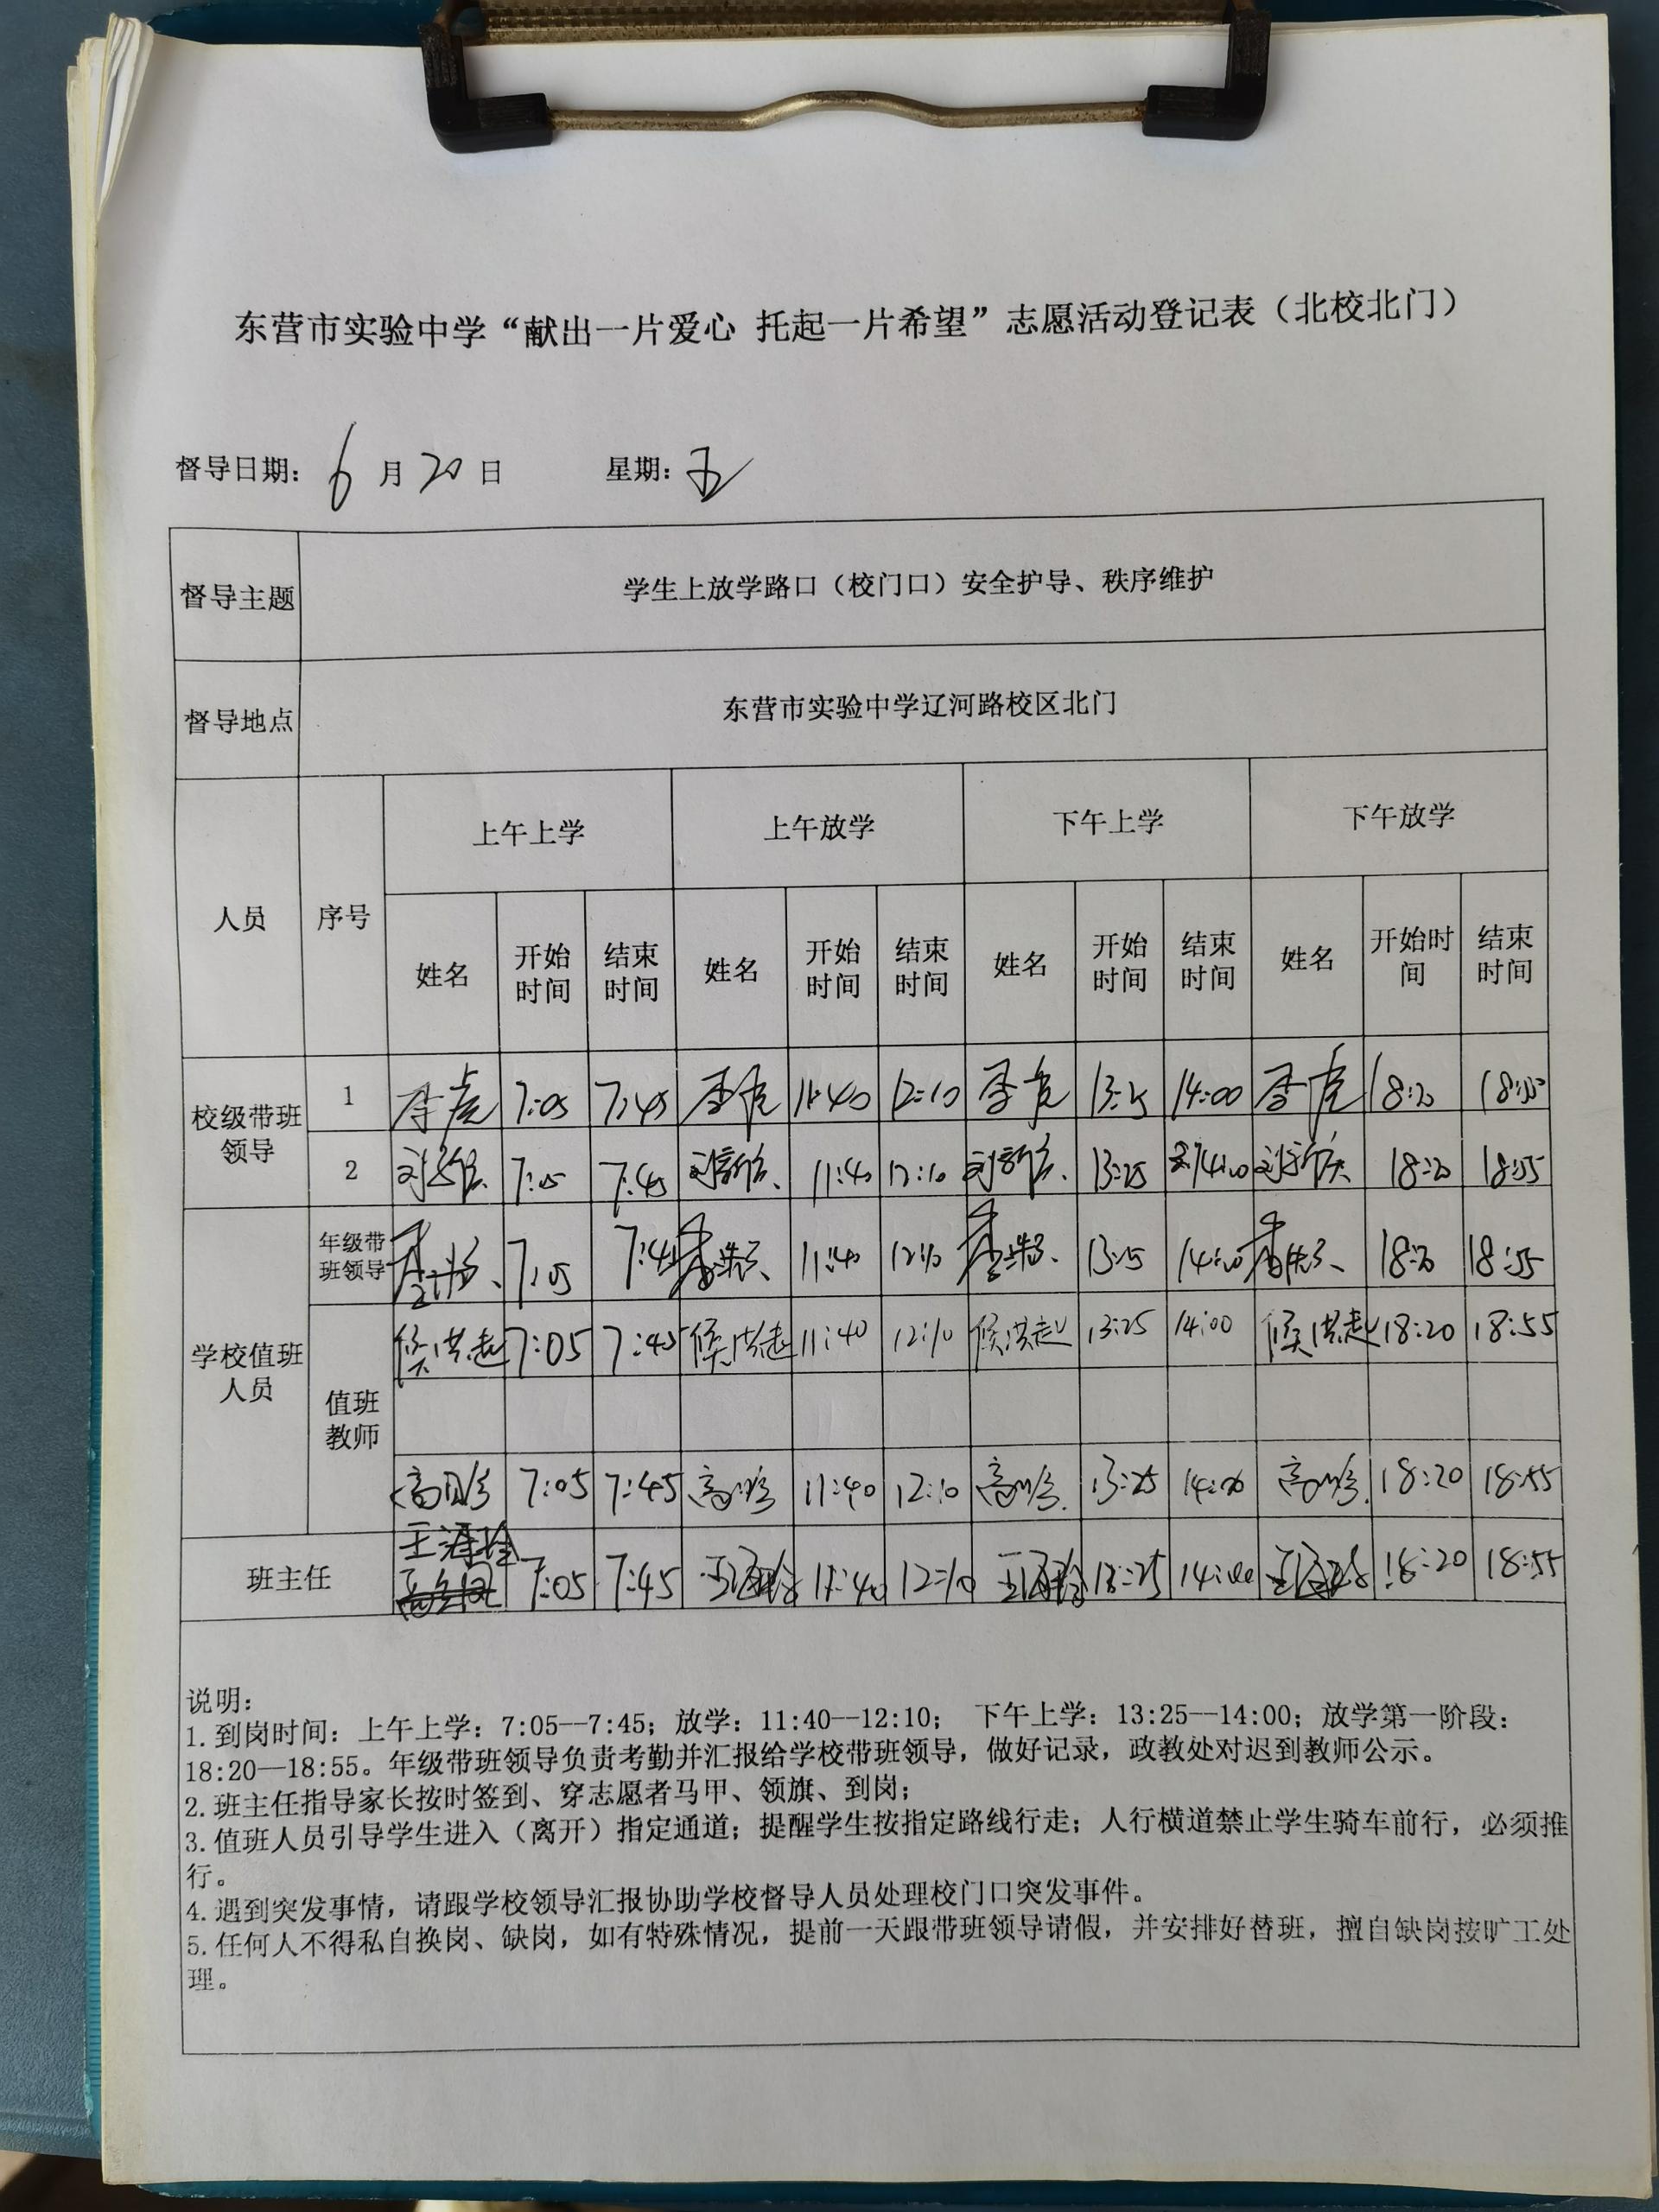 东营市实验中学“献出一片爱心 托起一片希望”志愿活动登记表（北校北门）
督导日期：6月20日 星期：五
督导主题 学生上放学路口（校门口）安全护导、秩序维护
督导地点 东营市实验中学辽河路校区北门
人员 序号 上午上学 上午放学 下午上学 下午放学
姓名 开始时间 结束时间 姓名 开始时间 结束时间 姓名 开始时间 结束时间 姓名 开始时间 结束时间
校级带班领导 1 李虎 7:05 7:45 李虎 11:40 12:10 李虎 13:25 14:00 李虎 18:20 18:55
2 7:05 7:45 11:40 12:10 13:25 14:00 18:20 18:55
学校值班人员 年级带班领导 7:05 7:45 11:40 12:10 13:25 14:00 18:20 18:55
值班教师 侯洪赴 7:05 7:45 侯洪赴 11:40 12:10 侯洪赴 13:25 14:00 侯洪赴 18:20 18:55
7:05 7:45 11:40 12:10 13:25 14:00 18:20 18:55
班主任 7:05 7:45 11:40 12:10 13:25 14:00 18:20 18:55
说明：
1.到岗时间：上午上学：7:05—7:45；放学：11:40—12:10； 下午上学：13:25—14:00；放学第一阶段：
18:20—18:55。年级带班领导负责考勤并汇报给学校带班领导，做好记录，政教处对迟到教师公示。
2.班主任指导家长按时签到、穿志愿者马甲、领旗、到岗；
3.值班人员引导学生进入（离开）指定通道；提醒学生按指定路线行走；人行横道禁止学生骑车前行，必须推
行。
4.遇到突发事情，请跟学校领导汇报协助学校督导人员处理校门口突发事件。
5.任何人不得私自换岗、缺岗，如有特殊情况，提前一天跟带班领导请假，并安排好替班，擅自缺岗按旷工处
理。